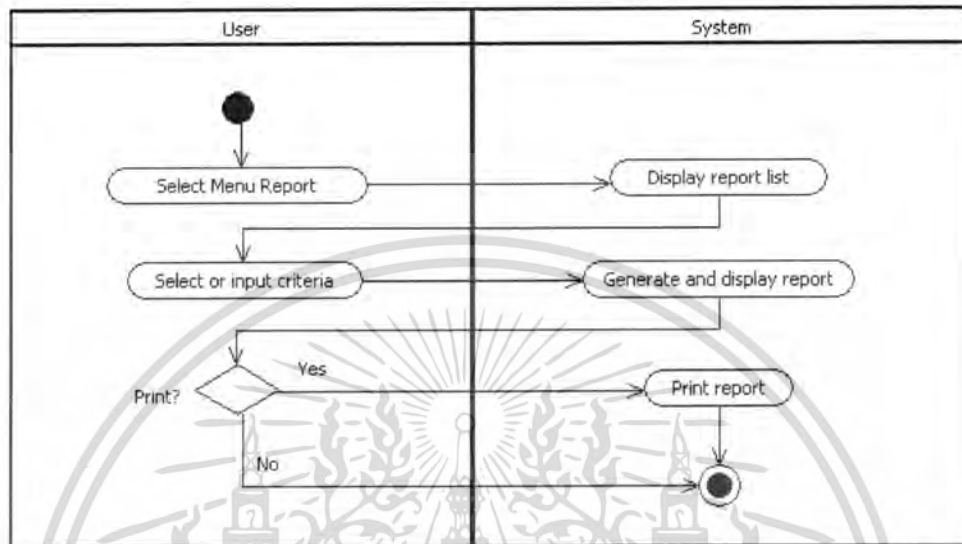 User
System
Select Menu Report
Display report list
Select or input criteria
Generate and display report
Print?
Yes
Print report
No